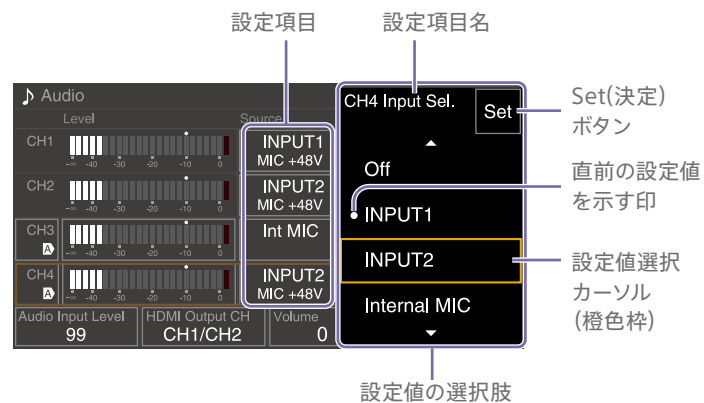 設定項目
設定項目名
Audio
Level
Source
CH1
-∞ -40 -30 -20 -10 0
INPUT1
MIC +48V
CH2
-∞ -40 -30 -20 -10 0
INPUT2
MIC +48V
CH3
A
-∞ -40 -30 -20 -10 0
Int MIC
CH4
A
-∞ -40 -30 -20 -10 0
INPUT2
MIC +48V
Audio Input Level
99
HDMI Output CH
CH1/CH2
Volume
0
CH4 Input Sel.
Set
Off
INPUT1
INPUT2
Internal MIC
Set(決定)
ボタン
直前の設定値
を示す印
設定値選択
カーソル
(橙色枠)
設定値の選択肢